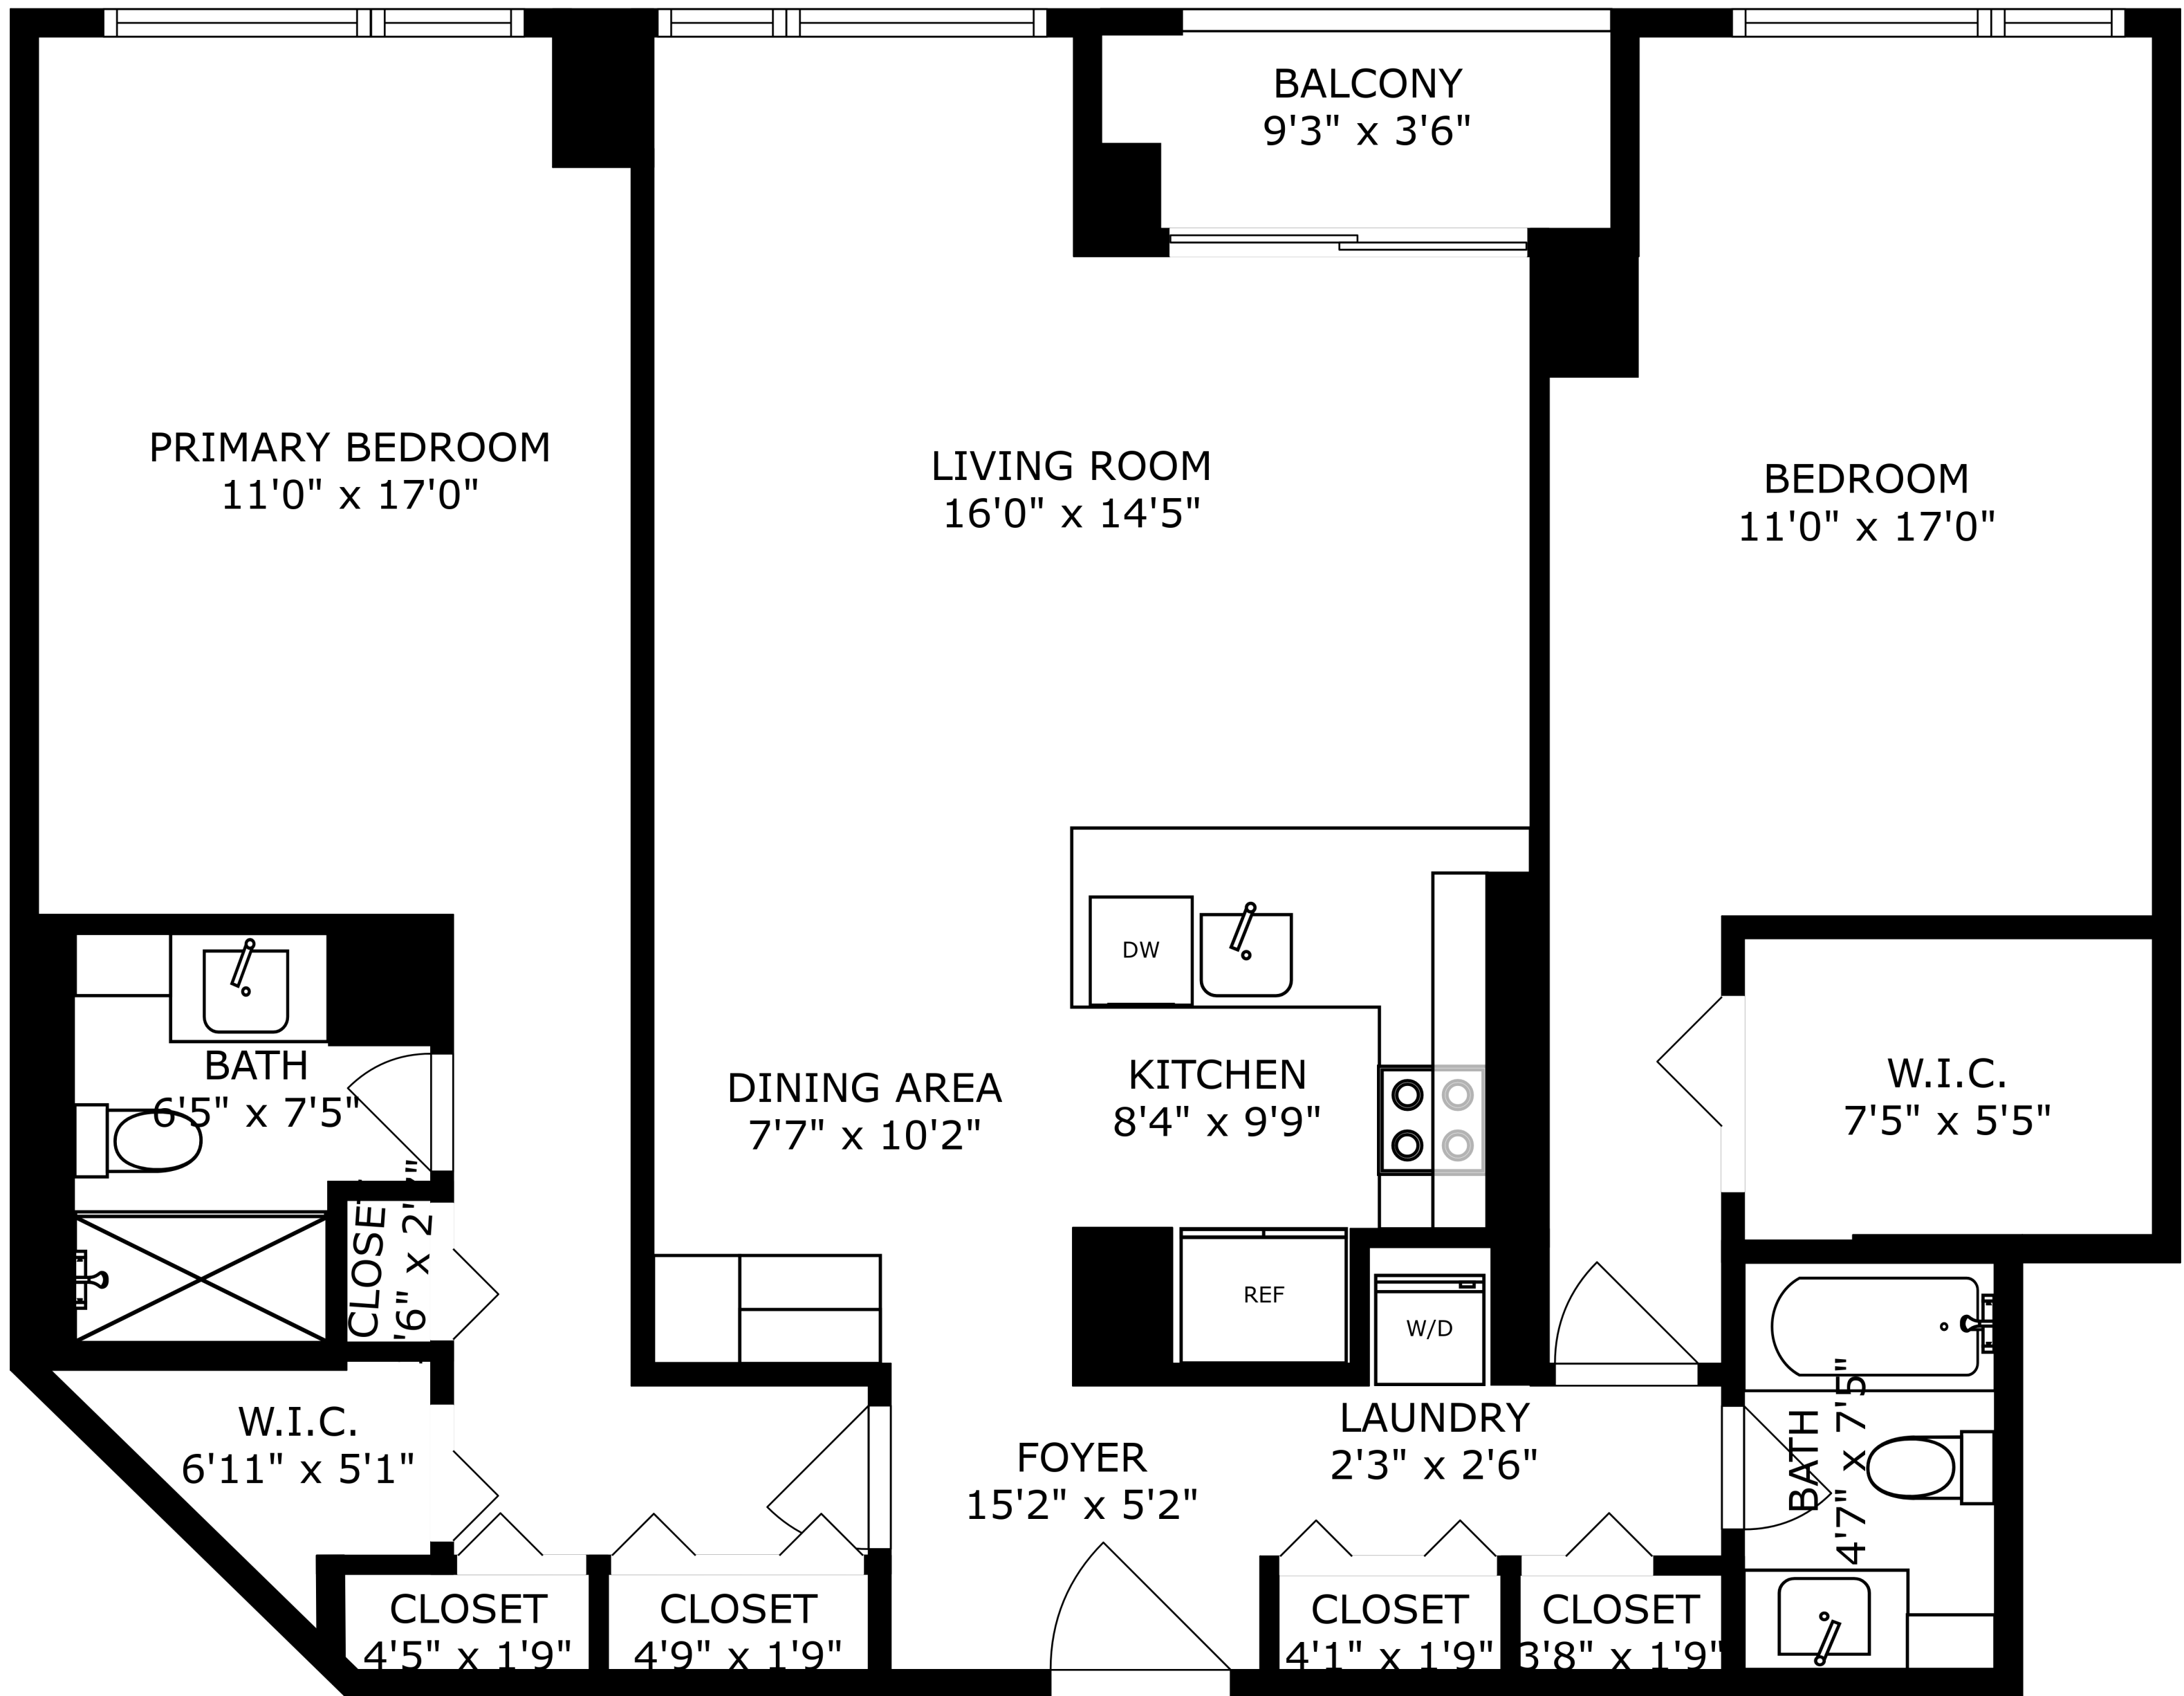 BALCONY
9'3" x 3'6"
PRIMARY BEDROOM
11'0" x 17'0"
LIVING ROOM
16'0" x 14'5"
BEDROOM
11'0" x 17'0"
DW
BATH
6'5" x 7'5"
DINING AREA
7'7" x 10'2"
KITCHEN
8'4" x 9'9"
W.I.C.
7'5" x 5'5"
CLOSET
REF
W/D
W.I.C.
6'11" x 5'1"
FOYER
15'2" x 5'2"
LAUNDRY
2'3" x 2'6"
BATH
4'7" x 7'5"
CLOSET
4'5" x 1'9"
CLOSET
4'9" x 1'9"
CLOSET
4'1" x 1'9"
CLOSET
3'8" x 1'9"